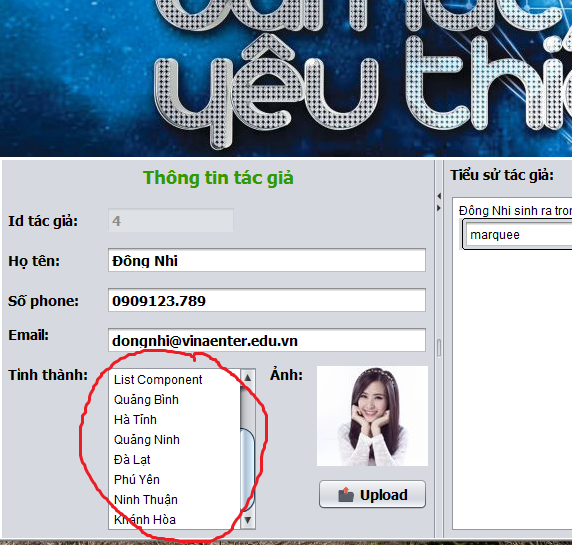 yêu thí
Thông tin tác giả
Tiểu sử tác giả:
Id tác giả: 4
Đông Nhi sinh ra tron
marquee
Họ tên: Đông Nhi
Số phone: 0909123.789
Email: dongnhi@vinaenter.edu.vn
Tinh thành:
List Component
Quảng Bình
Hà Tĩnh
Quảng Ninh
Đà Lạt
Phú Yên
Ninh Thuận
Khánh Hòa
Ảnh:
Upload